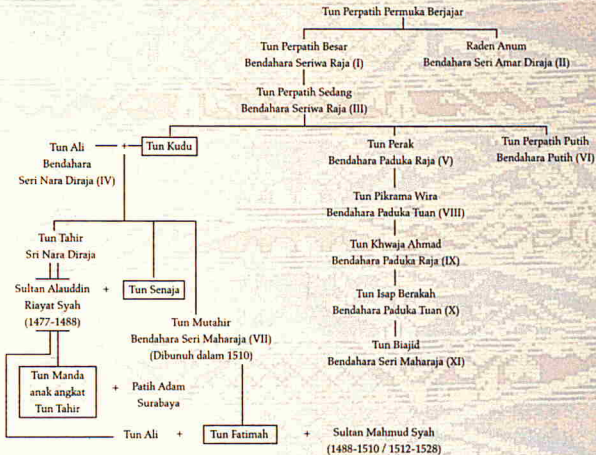 Tun Perpatih Permuka Berjajar
Tun Perpatih Besar
Bendahara Seriwa Raja (I)
Raden Anum
Bendahara Seri Amar Diraja (II)
Tun Perpatih Sedang
Bendahara Seriwa Raja (III)
Tun Ali
Bendahara
Seri Nara Diraja (IV)
+
Tun Kudu
Tun Perak
Bendahara Paduka Raja (V)
Tun Perpatih Putih
Bendahara Putih (VI)
Tun Pikrama Wira
Bendahara Paduka Tuan (VIII)
Tun Tahir
Sri Nara Diraja
Tun Khwaja Ahmad
Bendahara Paduka Raja (IX)
Sultan Alauddin
Riayat Syah
(1477-1488)
+
Tun Senaja
Tun Isap Berakah
Bendahara Paduka Tuan (X)
Tun Mutahir
Bendahara Seri Maharaja (VII)
(Dibunuh dalam 1510)
Tun Biajid
Bendahara Seri Maharaja (XI)
Tun Manda
anak angkat
Tun Tahir
+
Patih Adam
Surabaya
Tun Ali
+
Tun Fatimah
+
Sultan Mahmud Syah
(1488-1510 / 1512-1528)